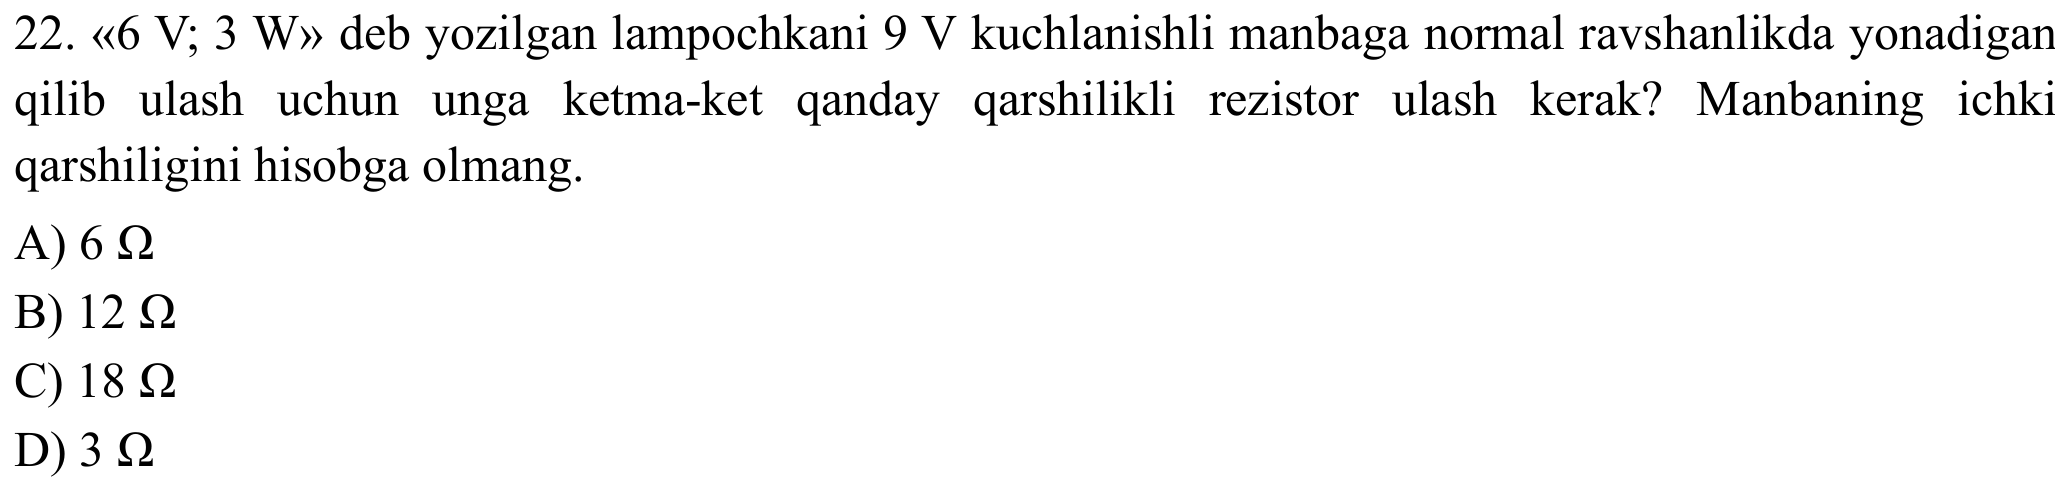 22. «6 V; 3 W» deb yozilgan lampochkani 9 V kuchlanishli manbaga normal ravshanlikda yonadigan
qilib ulash uchun unga ketma-ket qanday qarshilikli rezistor ulash kerak? Manbaning ichki
qarshiligini hisobga olmang.
A) 6 Ω
B) 12 Ω
C) 18 Ω
D) 3 Ω